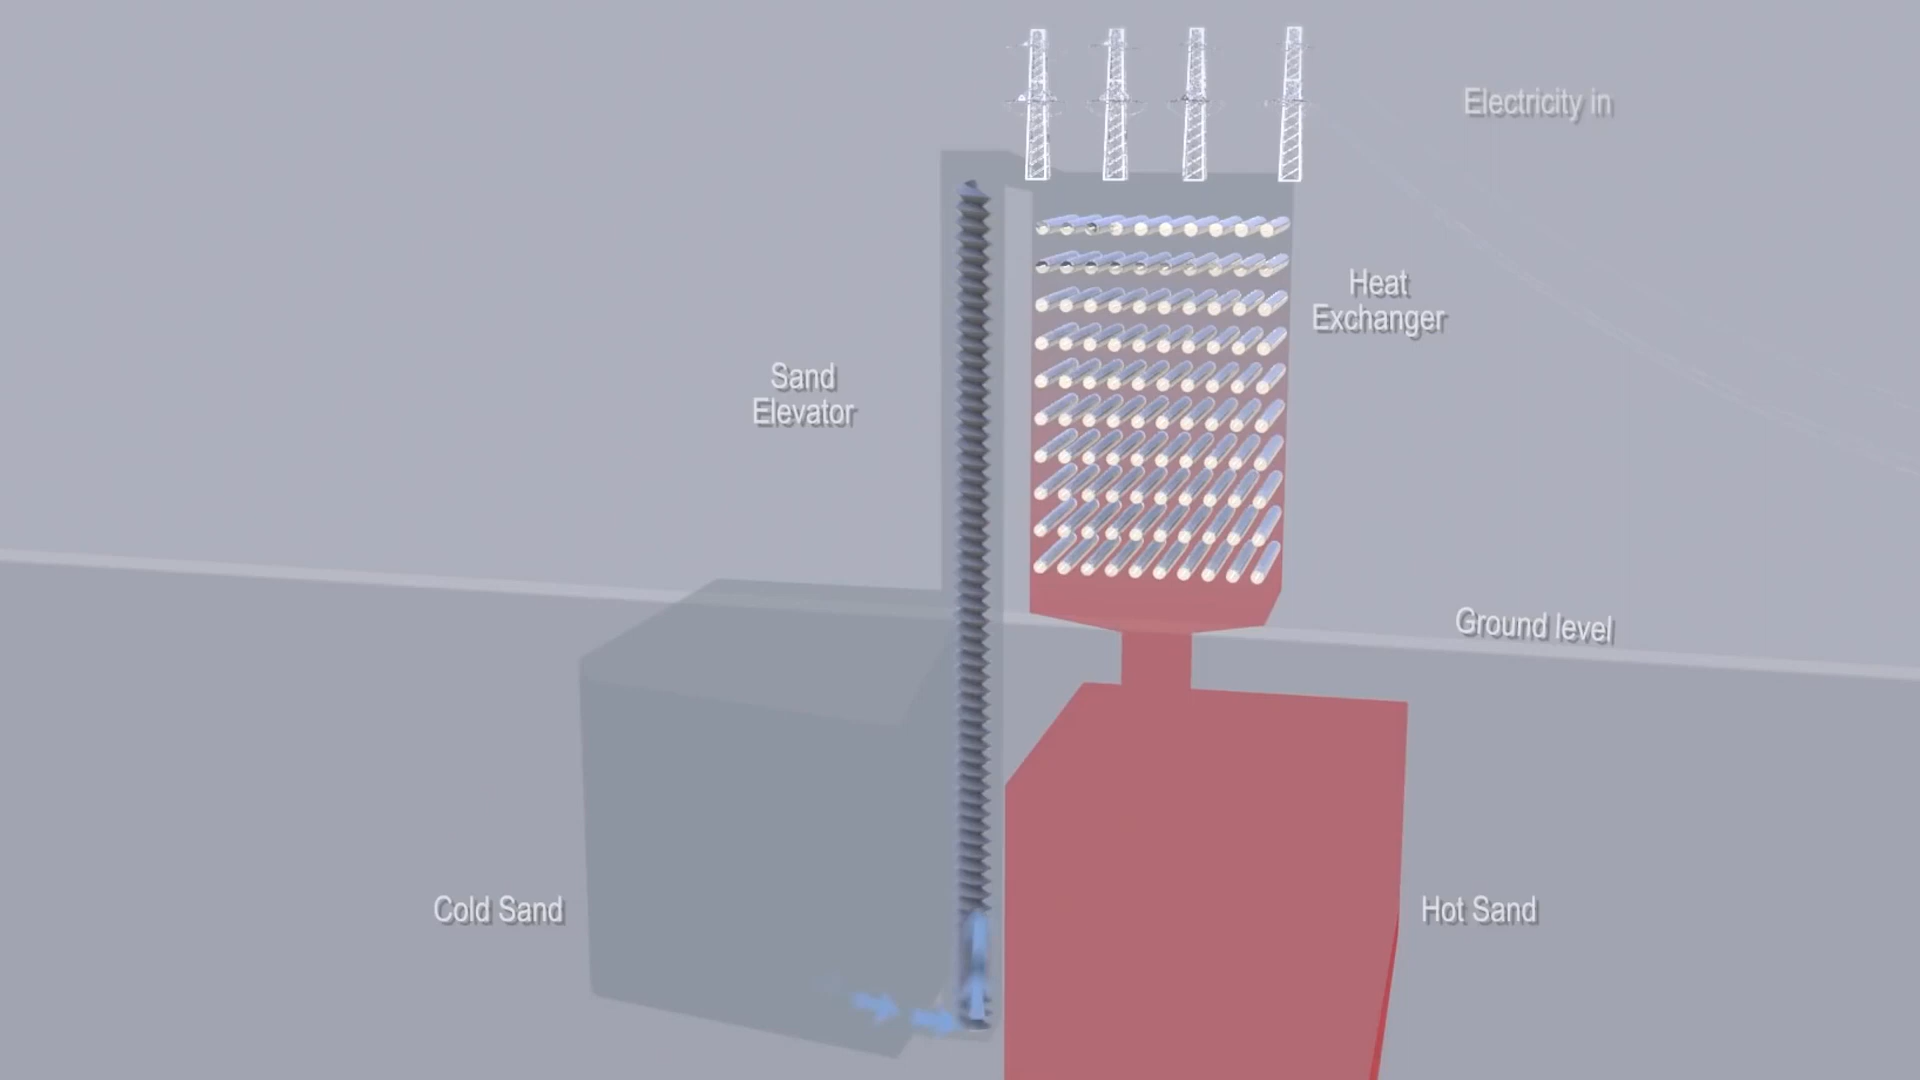 Electricity in
Heat
Exchanger
Sand
Elevator
Ground level
Cold Sand
Hot Sand